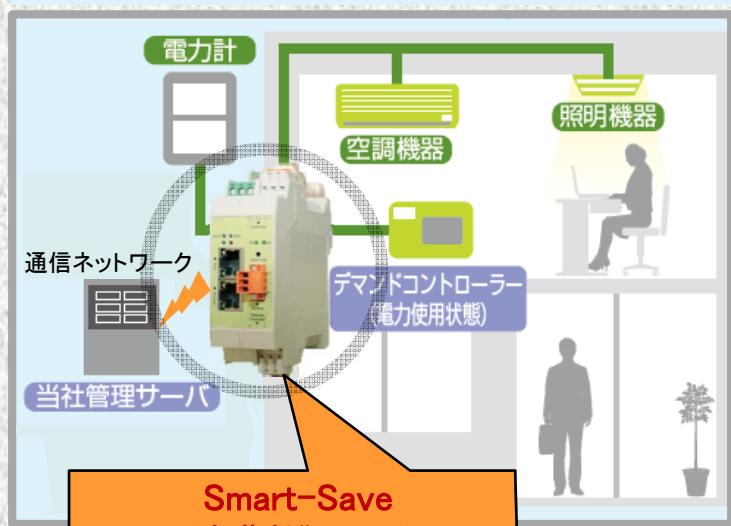 電力計
空調機器
照明機器
通信ネットワーク
デマンドコントローラー
(電力使用状態)
当社管理サーバ
Smart-Save